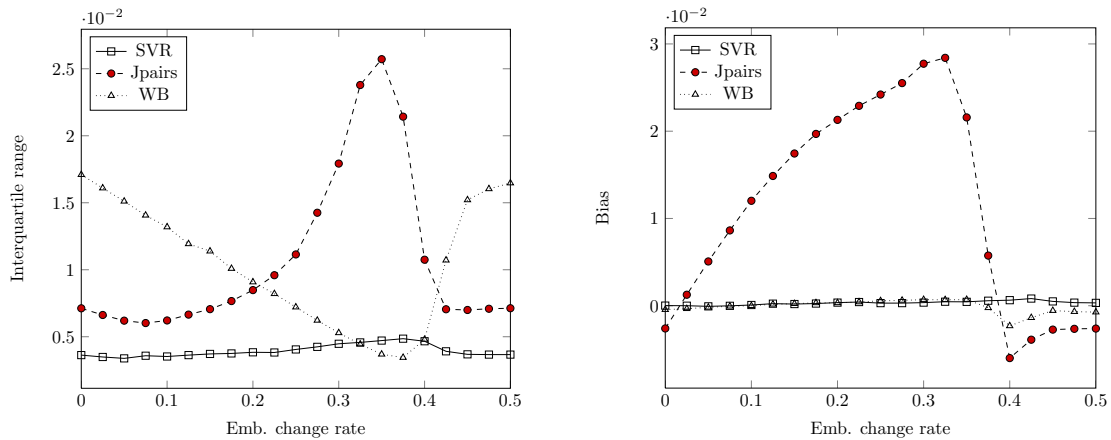 ·10−2
SVR
Jpairs
WB
2.5
2
1.5
1
0.5
0
0.1
0.2
0.3
0.4
0.5
Interquartile range
Emb. change rate
·10−2
SVR
Jpairs
WB
3
2
1
0
0
0.1
0.2
0.3
0.4
0.5
Bias
Emb. change rate